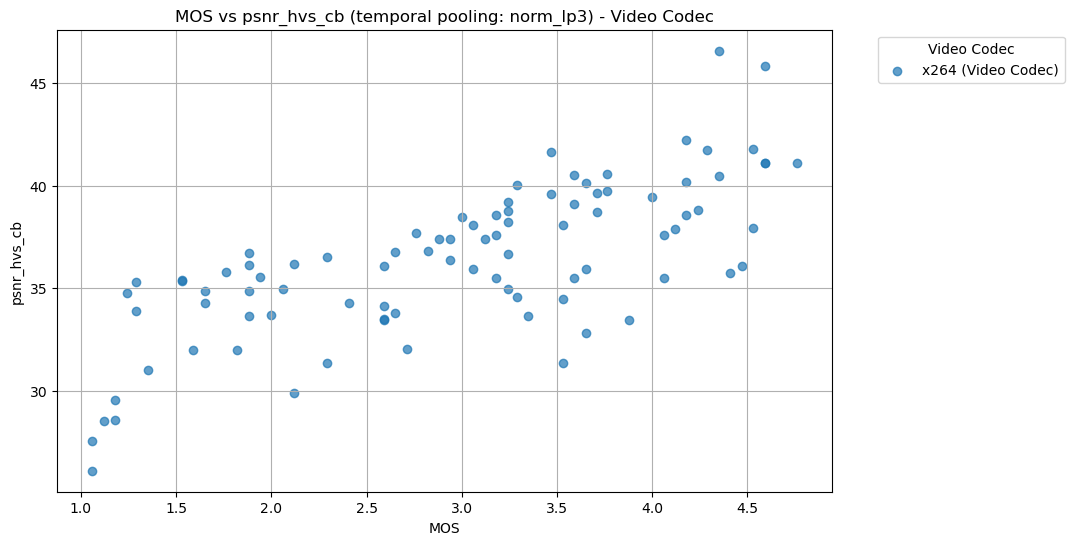 MOS vs psnr_hvs_cb (temporal pooling: norm_lp3) - Video Codec
Video Codec
x264 (Video Codec)
psnr_hvs_cb
45
40
35
30
1.0 1.5 2.0 2.5 3.0 3.5 4.0 4.5
MOS